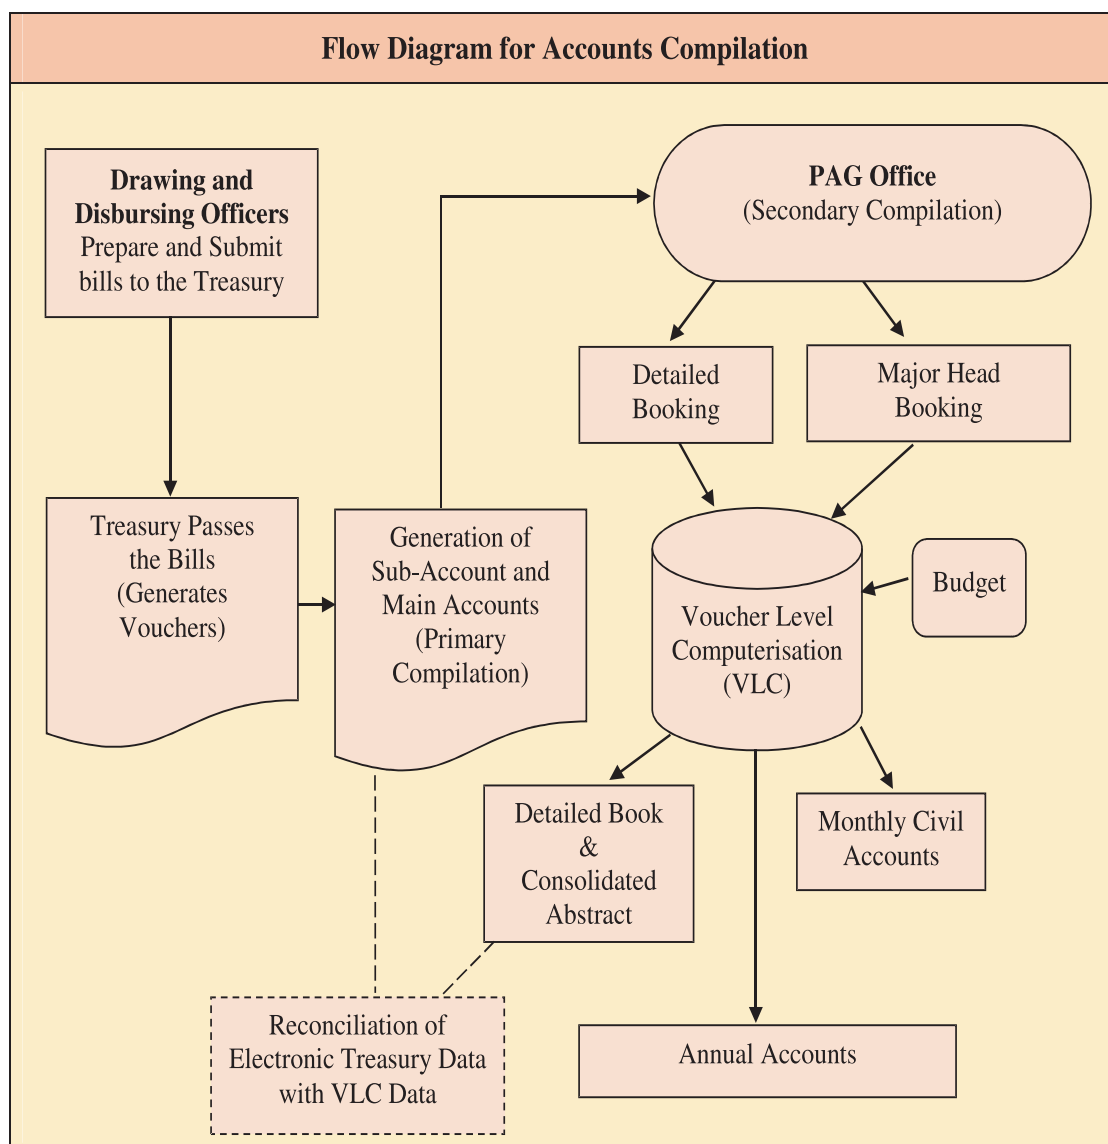 Flow Diagram for Accounts Compilation
Drawing and
Disbursing Officers
Prepare and Submit
bills to the Treasury
PAG Office
(Secondary Compilation)
Detailed
Booking
Major Head
Booking
Treasury Passes
the Bills
(Generates
Vouchers)
Generation of
Sub-Account and
Main Accounts
(Primary
Compilation)
Voucher Level
Computerisation
(VLC)
Budget
Detailed Book
&
Consolidated
Abstract
Monthly Civil
Accounts
Reconciliation of
Electronic Treasury Data
with VLC Data
Annual Accounts